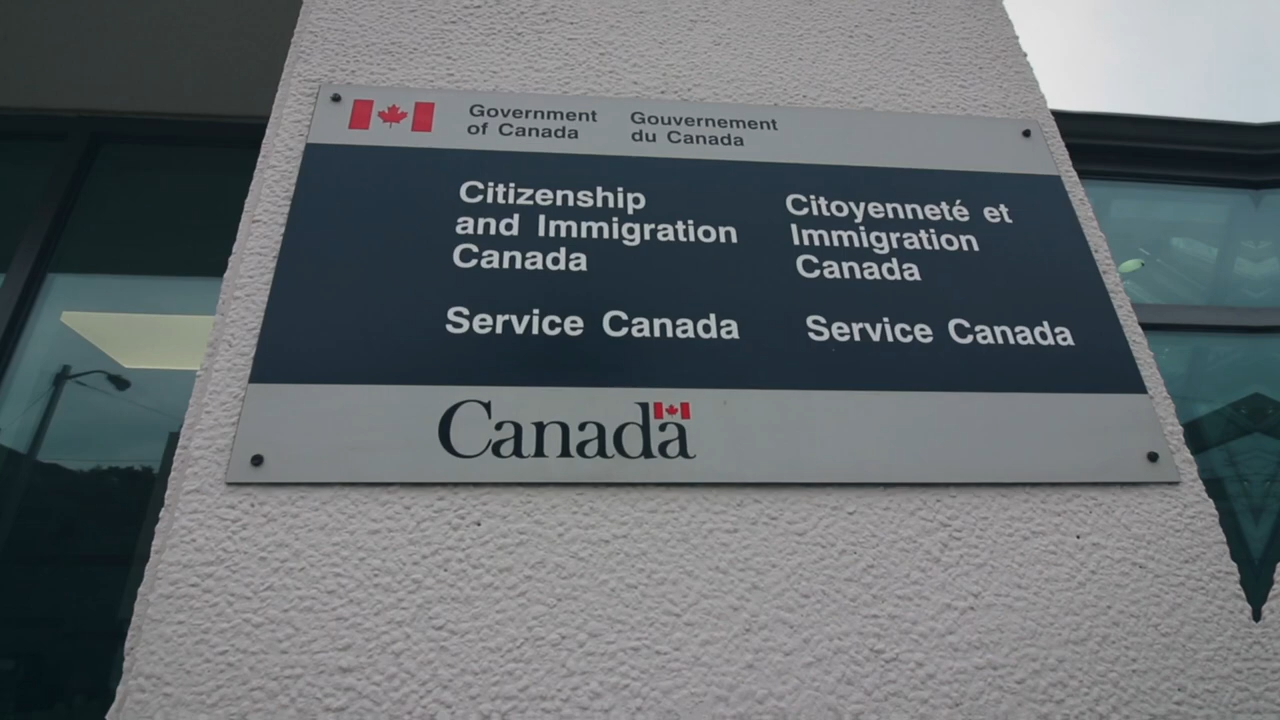 Government
of Canada
Gouvernement
du Canada
Citizenship
and Immigration
Canada
Citoyenneté et
Immigration
Canada
Service Canada
Service Canada
Canada